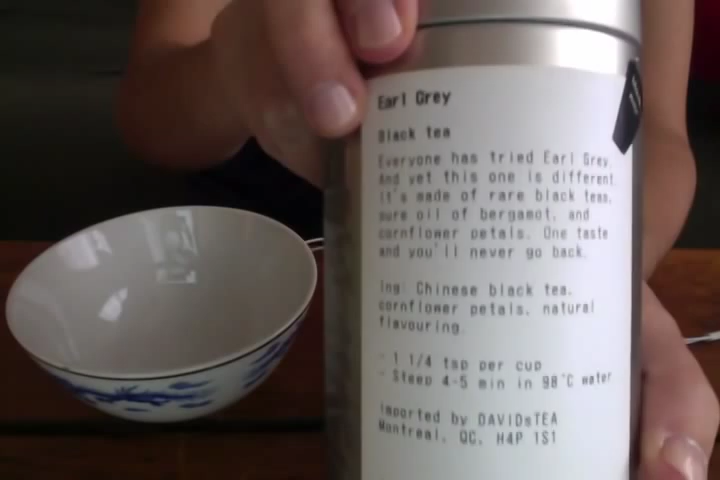 Earl Grey
Black tea
Everyone has tried Earl Grey.
And yet this one is different.
it's made of rare black teas,
pure oil of bergamot, and
cornflower petals. One taste
and you'll never go back.
ing: Chinese black tea,
cornflower petals, natural
flavouring.
- 1 1/4 tsp per cup
- Steep 4-5 min in 98°C water
imported by DAVIDsTEA
Montreal, QC, H4P 1S1